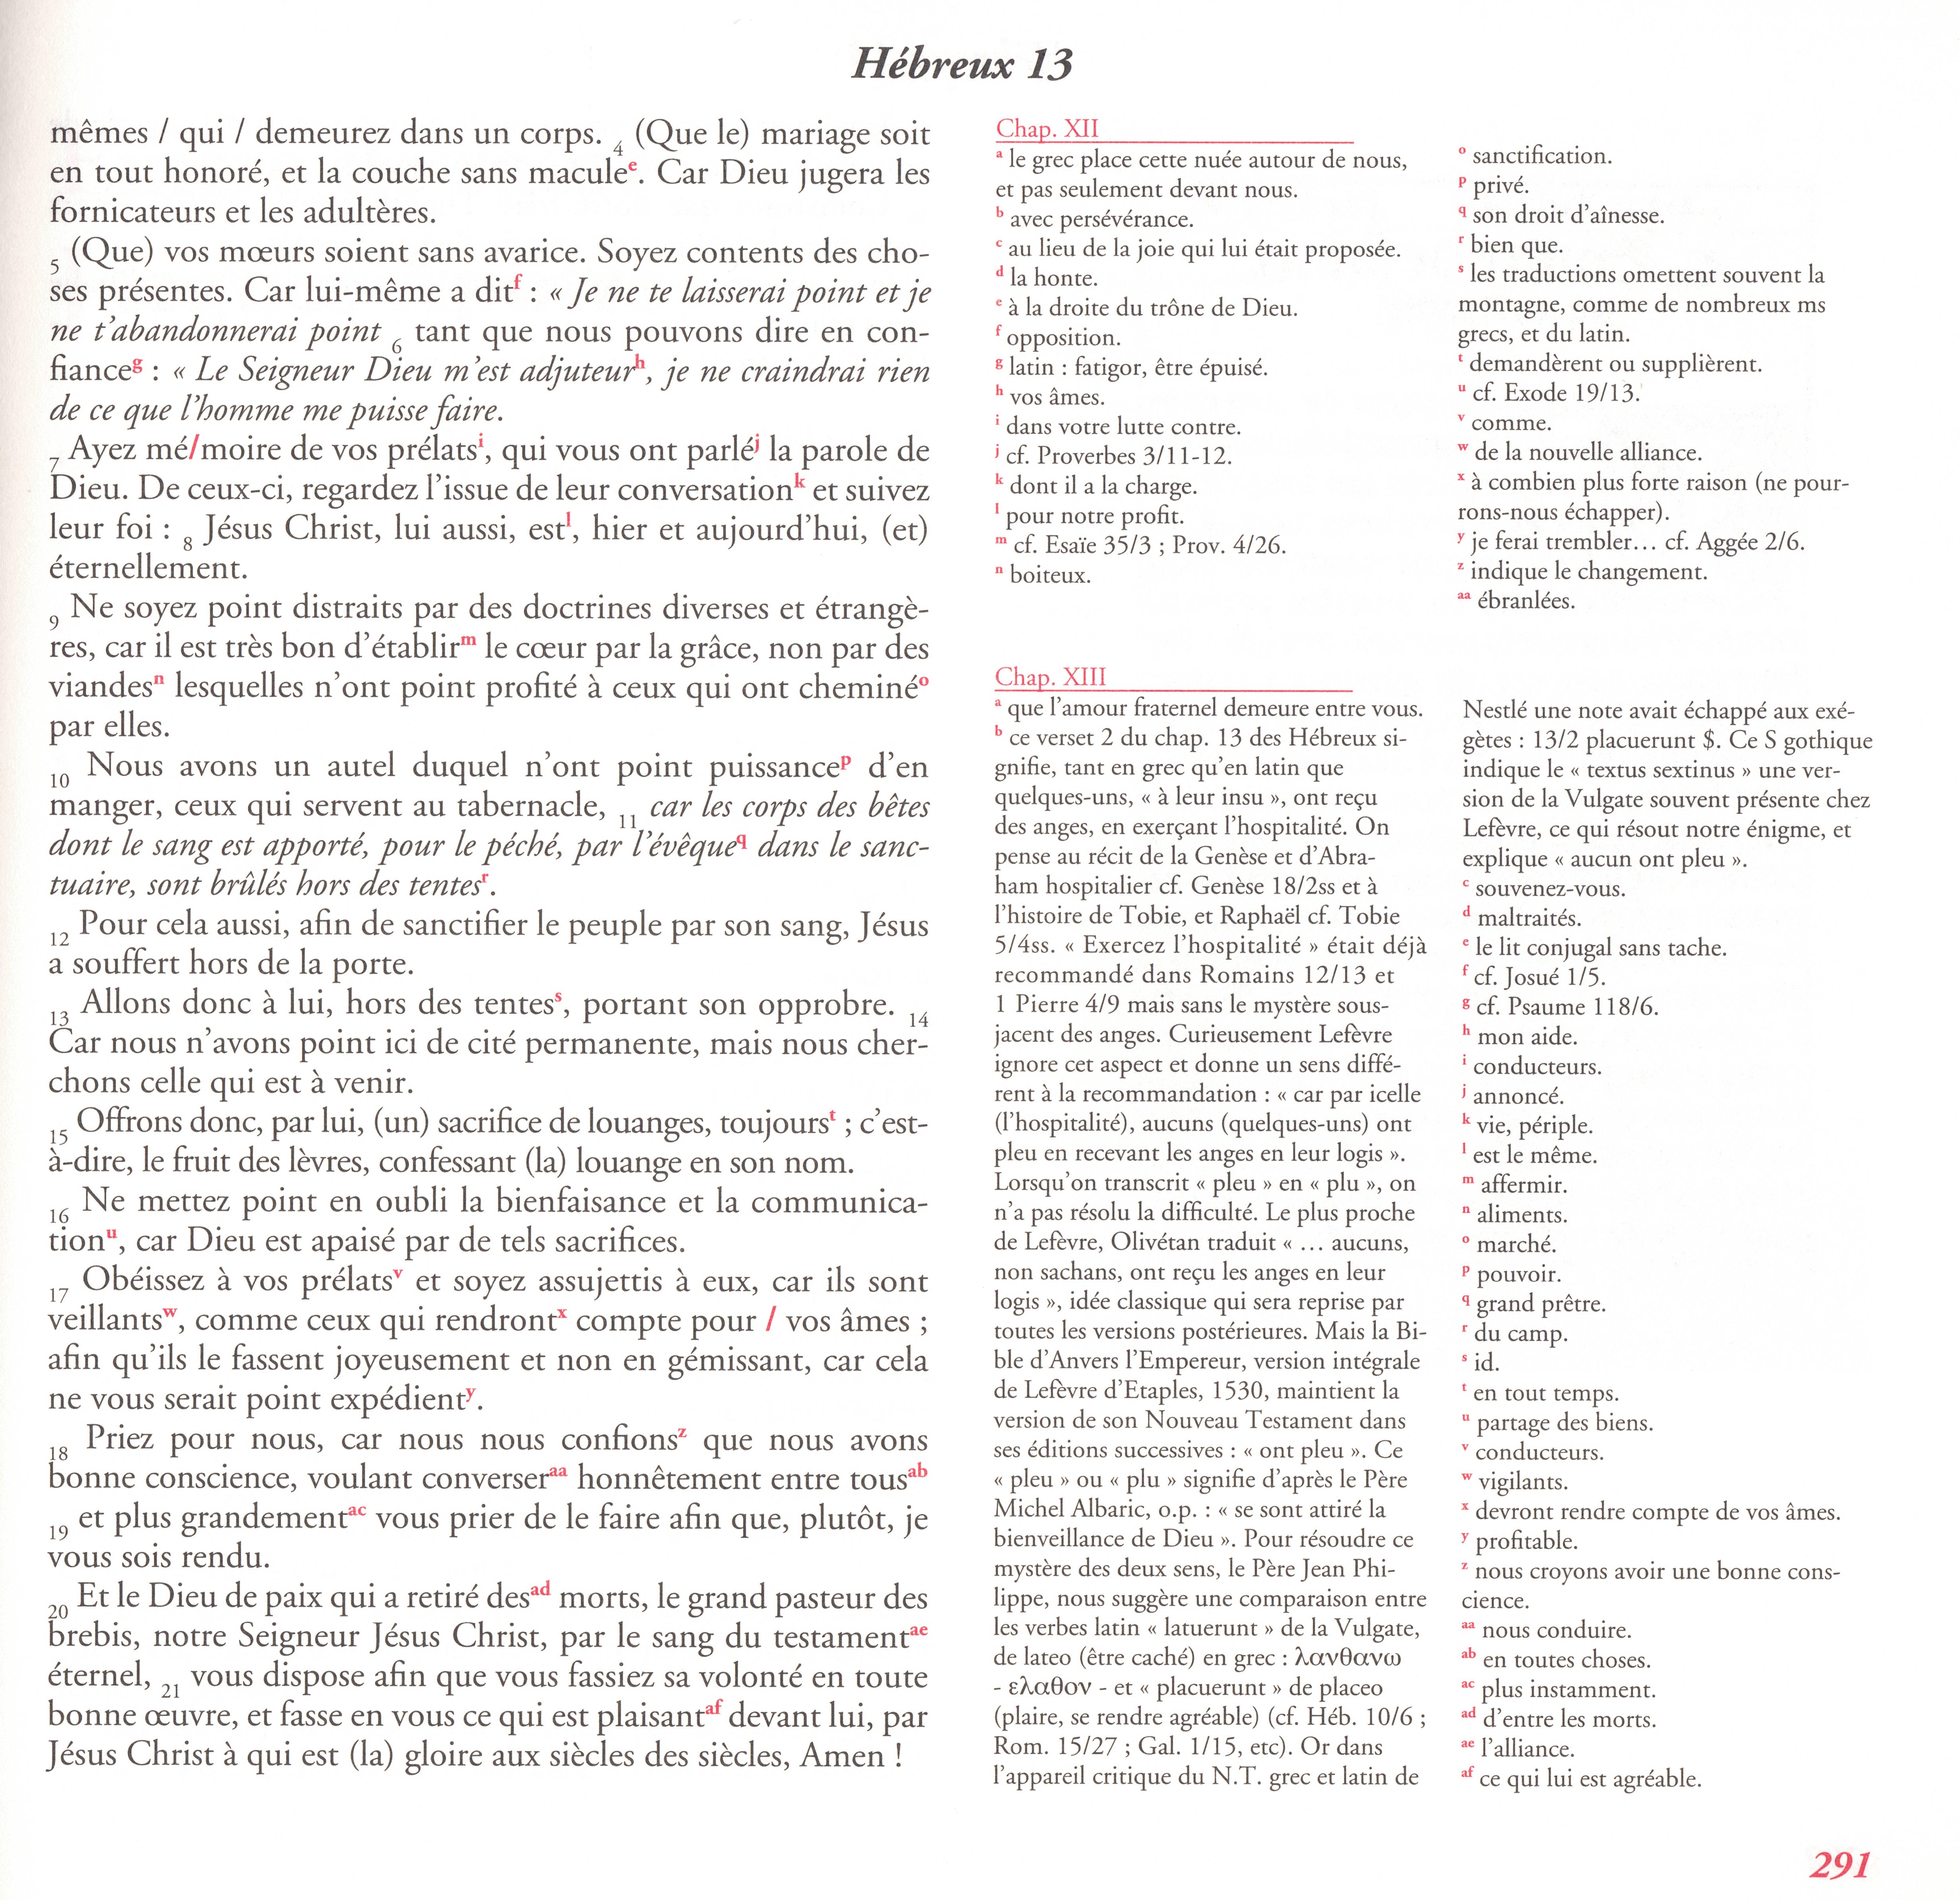 Hébreux 13
mêmes / qui / demeurez dans un corps. 4 (Que le) mariage soit
en tout honoré, et la couche sans macule e. Car Dieu jugera les
fornicateurs et les adultères.
5 (Que) vos mœurs soient sans avarice. Soyez contents des cho-
ses présentes. Car lui-même a dit f : « Je ne te laisserai point et je
ne t'abandonnerai point 6 tant que nous pouvons dire en con-
fiance g : « Le Seigneur Dieu m'est adjuteur h, je ne craindrai rien
de ce que l'homme me puisse faire.
7 Ayez mé/moire de vos prélats i, qui vous ont parlé j la parole de
Dieu. De ceux-ci, regardez l'issue de leur conversation k et suivez
leur foi : 8 Jésus Christ, lui aussi, est l, hier et aujourd'hui, (et)
éternellement.
9 Ne soyez point distraits par des doctrines diverses et étrangè-
res, car il est très bon d'établir m le cœur par la grâce, non par des
viandes n lesquelles n'ont point profité à ceux qui ont cheminé o
par elles.
10 Nous avons un autel duquel n'ont point puissance p d'en
manger, ceux qui servent au tabernacle, 11 car les corps des bêtes
dont le sang est apporté, pour le péché, par l'évêque q dans le sanc-
tuaire, sont brûlés hors des tentes r.
12 Pour cela aussi, afin de sanctifier le peuple par son sang, Jésus
a souffert hors de la porte.
13 Allons donc à lui, hors des tentes s, portant son opprobre. 14
Car nous n'avons point ici de cité permanente, mais nous cher-
chons celle qui est à venir.
15 Offrons donc, par lui, (un) sacrifice de louanges, toujours t ; c'est-
à-dire, le fruit des lèvres, confessant (la) louange en son nom.
16 Ne mettez point en oubli la bienfaisance et la communica-
tion u, car Dieu est apaisé par de tels sacrifices.
17 Obéissez à vos prélats v et soyez assujettis à eux, car ils sont
veillants w, comme ceux qui rendront x compte pour / vos âmes ;
afin qu'ils le fassent joyeusement et non en gémissant, car cela
ne vous serait point expédient y.
18 Priez pour nous, car nous nous confions z que nous avons
bonne conscience, voulant converser aa honnêtement entre tous ab
19 et plus grandement ac vous prier de le faire afin que, plutôt, je
vous sois rendu.
20 Et le Dieu de paix qui a retiré des ad morts, le grand pasteur des
brebis, notre Seigneur Jésus Christ, par le sang du testament ae
éternel, 21 vous dispose afin que vous fassiez sa volonté en toute
bonne œuvre, et fasse en vous ce qui est plaisant af devant lui, par
Jésus Christ à qui est (la) gloire aux siècles des siècles, Amen !
Chap. XII
a le grec place cette nuée autour de nous,
et pas seulement devant nous.
b avec persévérance.
c au lieu de la joie qui lui était proposée.
d la honte.
e à la droite du trône de Dieu.
f opposition.
g latin : fatigor, être épuisé.
h vos âmes.
i dans votre lutte contre.
j cf. Proverbes 3/11-12.
k dont il a la charge.
l pour notre profit.
m cf. Esaïe 35/3 ; Prov. 4/26.
n boiteux.
o sanctification.
p privé.
q son droit d'aînesse.
r bien que.
s les traductions omettent souvent la
montagne, comme de nombreux ms
grecs, et du latin.
t demandèrent ou supplièrent.
u cf. Exode 19/13.
v comme.
w de la nouvelle alliance.
x à combien plus forte raison (ne pour-
rons-nous échapper).
y je ferai trembler… cf. Aggée 2/6.
z indique le changement.
aa ébranlées.
Chap. XIII
a que l'amour fraternel demeure entre vous.
b ce verset 2 du chap. 13 des Hébreux si-
gnifie, tant en grec qu'en latin que
quelques-uns, « à leur insu », ont reçu
des anges, en exerçant l'hospitalité. On
pense au récit de la Genèse et d'Abra-
ham hospitalier cf. Genèse 18/2ss et à
l'histoire de Tobie, et Raphaël cf. Tobie
5/4ss. « Exercez l'hospitalité » était déjà
recommandé dans Romains 12/13 et
1 Pierre 4/9 mais sans le mystère sous-
jacent des anges. Curieusement Lefèvre
ignore cet aspect et donne un sens diffé-
rent à la recommandation : « car par icelle
(l'hospitalité), aucuns (quelques-uns) ont
pleu en recevant les anges en leur logis ».
Lorsqu'on transcrit « pleu » en « plu », on
n'a pas résolu la difficulté. Le plus proche
de Lefèvre, Olivétan traduit « … aucuns,
non sachans, ont reçu les anges en leur
logis », idée classique qui sera reprise par
toutes les versions postérieures. Mais la Bi-
ble d'Anvers l'Empereur, version intégrale
de Lefèvre d'Etaples, 1530, maintient la
version de son Nouveau Testament dans
ses éditions successives : « ont pleu ». Ce
« pleu » ou « plu » signifie d'après le Père
Michel Albaric, o.p. : « se sont attiré la
bienveillance de Dieu ». Pour résoudre ce
mystère des deux sens, le Père Jean Phi-
lippe, nous suggère une comparaison entre
les verbes latin « latuerunt » de la Vulgate,
de lateo (être caché) en grec : λανθανω
- ελαθον - et « placuerunt » de placeo
(plaire, se rendre agréable) (cf. Héb. 10/6 ;
Rom. 15/27 ; Gal. 1/15, etc). Or dans
l'appareil critique du N.T. grec et latin de
Nestlé une note avait échappé aux exé-
gètes : 13/2 placuerunt $. Ce S gothique
indique le « textus sextinus » une ver-
sion de la Vulgate souvent présente chez
Lefèvre, ce qui résout notre énigme, et
explique « aucun ont pleu ».
c souvenez-vous.
d maltraités.
e le lit conjugal sans tache.
f cf. Josué 1/5.
g cf. Psaume 118/6.
h mon aide.
i conducteurs.
j annoncé.
k vie, périple.
l est le même.
m affermir.
n aliments.
o marché.
p pouvoir.
q grand prêtre.
r du camp.
s id.
t en tout temps.
u partage des biens.
v conducteurs.
w vigilants.
x devront rendre compte de vos âmes.
y profitable.
z nous croyons avoir une bonne cons-
cience.
aa nous conduire.
ab en toutes choses.
ac plus instamment.
ad d'entre les morts.
ae l'alliance.
af ce qui lui est agréable.
291